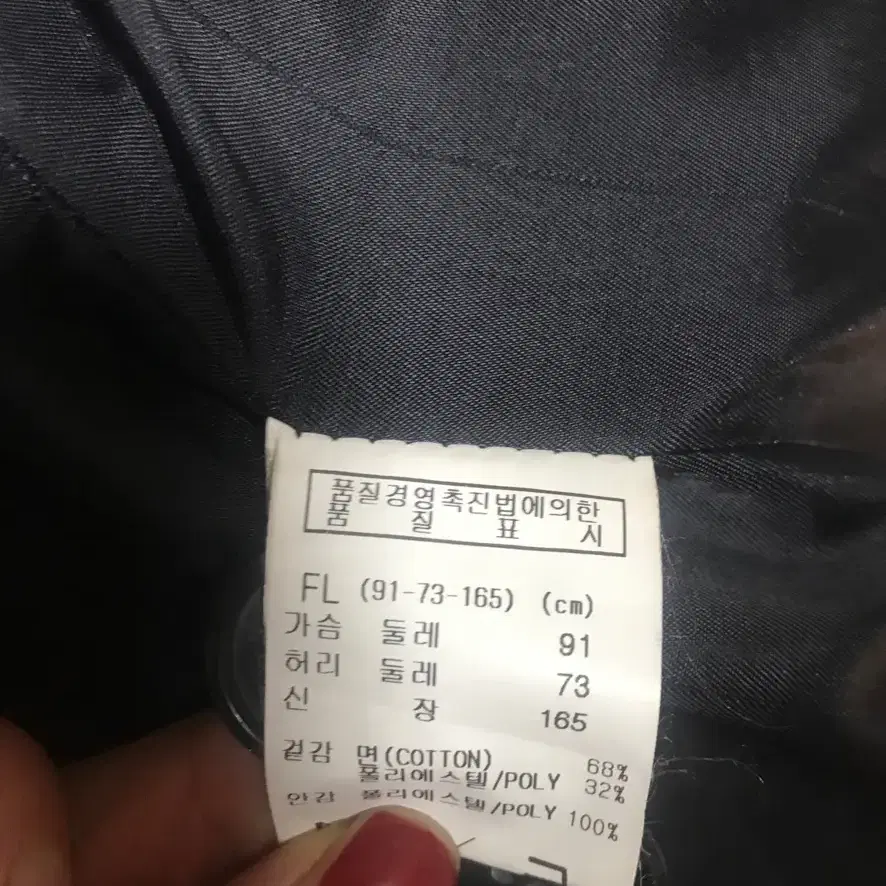 품질경영촉진법에의한
품 질 표 시
FL (91-73-165) (cm)
가슴 둘레 91
허리 둘레 73
신 장 165
겉감 면(COTTON) 68%
폴리에스텔/POLY 32%
안감 폴리에스텔/POLY 100%